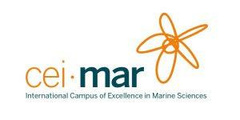 cei·mar
International Campus of Excellence in Marine Sciences